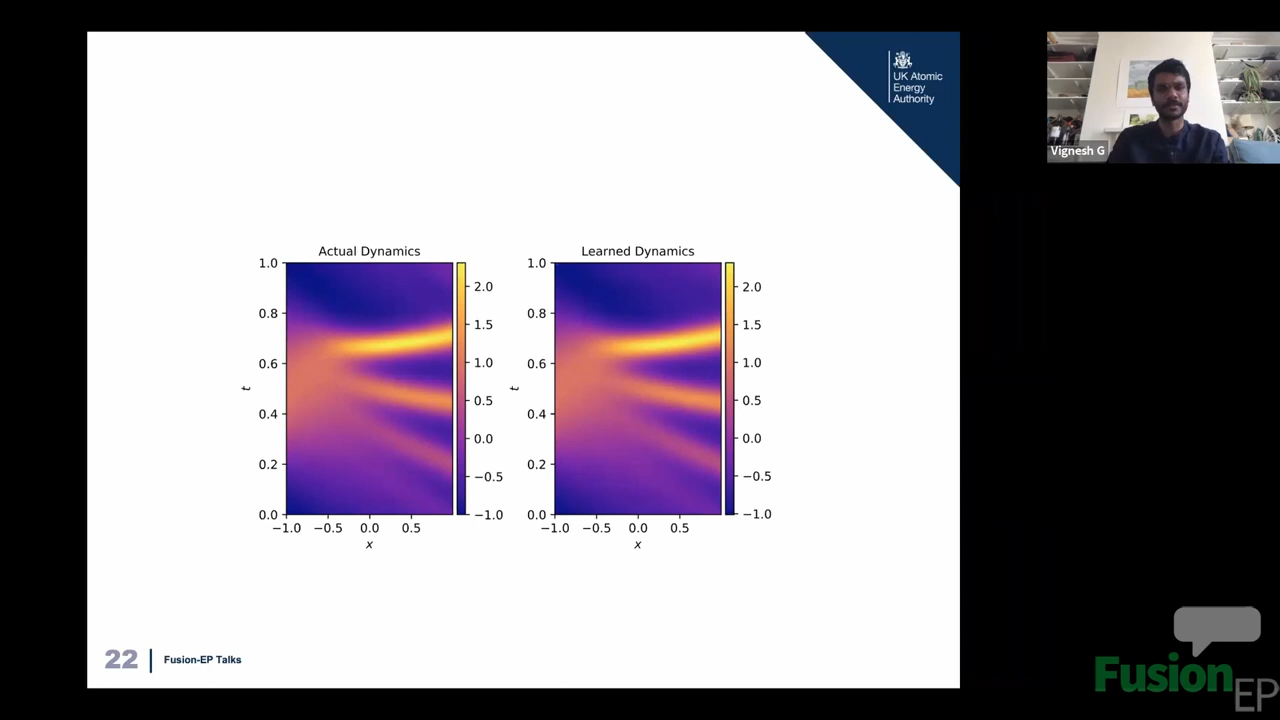 UK Atomic
Energy
Authority
Vignesh G
Actual Dynamics
1.0
0.8
0.6
0.4
0.2
0.0
t
−1.0
−0.5
0.0
0.5
x
2.0
1.5
1.0
0.5
0.0
−0.5
−1.0
Learned Dynamics
1.0
0.8
0.6
0.4
0.2
0.0
t
−1.0
−0.5
0.0
0.5
x
2.0
1.5
1.0
0.5
0.0
−0.5
−1.0
22
Fusion-EP Talks
Fusion
EP